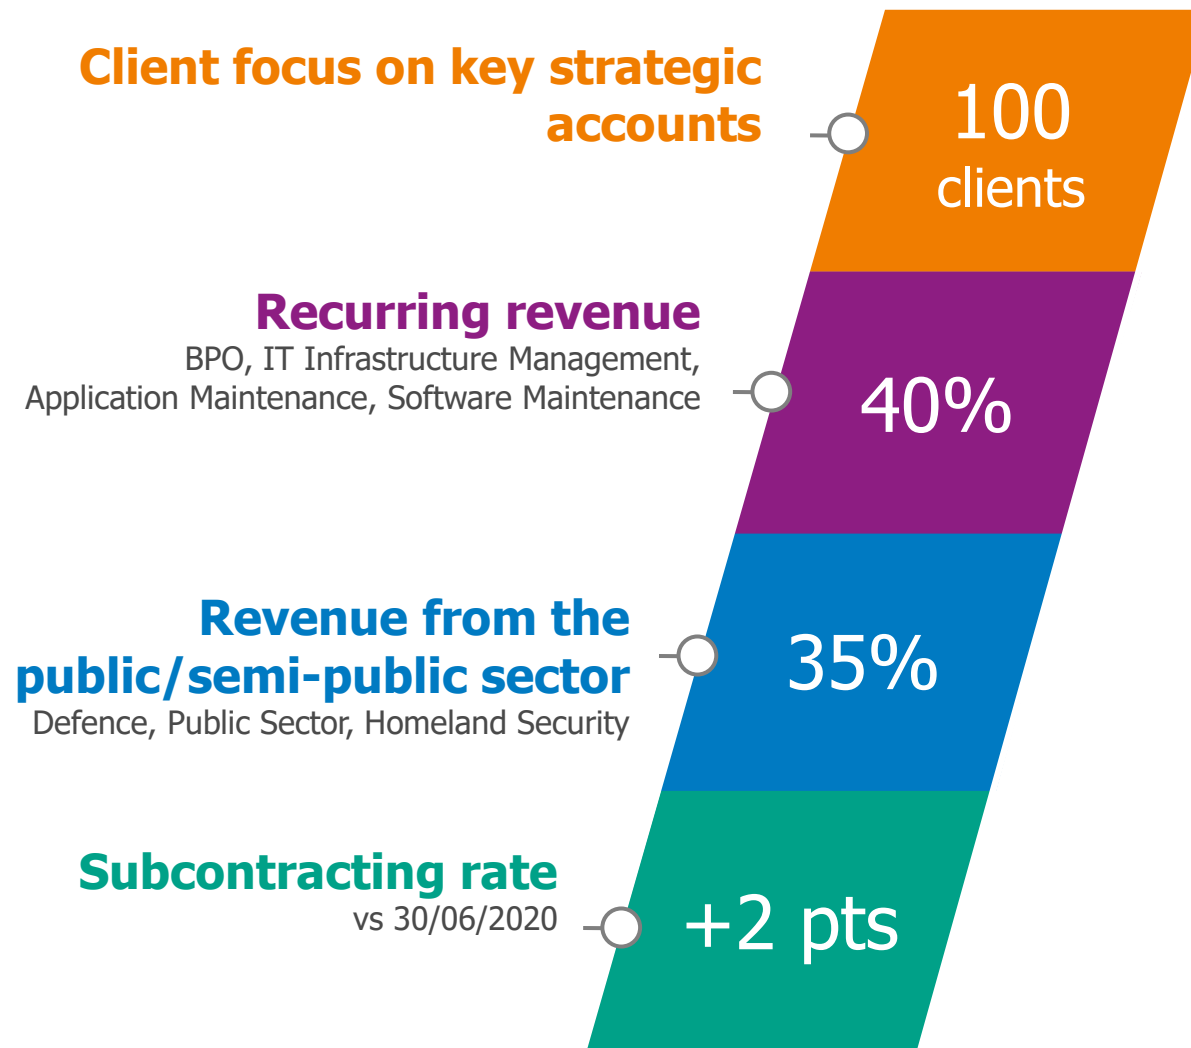 Client focus on key strategic
accounts
100
clients
Recurring revenue
BPO, IT Infrastructure Management,
Application Maintenance, Software Maintenance
40%
Revenue from the
public/semi-public sector
Defence, Public Sector, Homeland Security
35%
Subcontracting rate
vs 30/06/2020
+2 pts